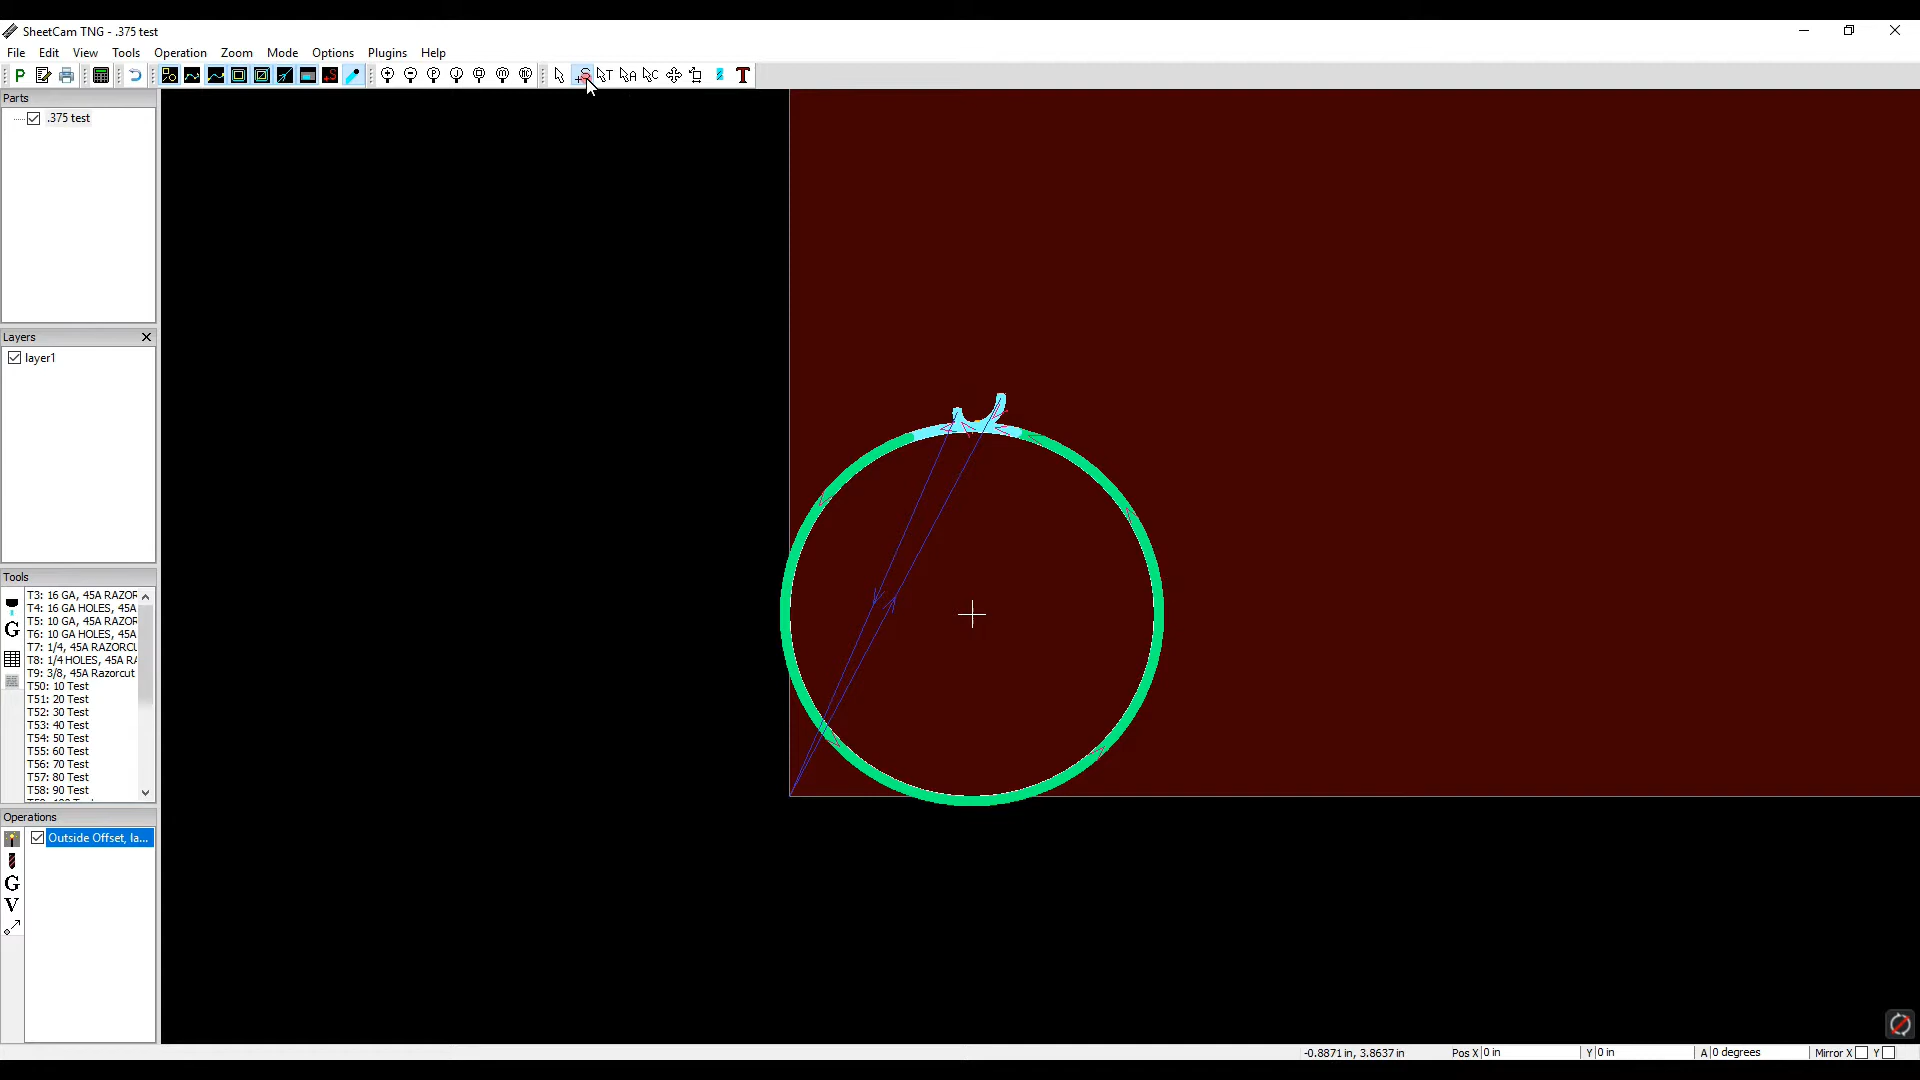 SheetCam TNG - .375 test
File Edit View Tools Operation Zoom Mode Options Plugins Help
P S P J M MC S T A C T
Parts
.375 test
Layers
layer1
Tools
T3: 16 GA, 45A RAZOR
T4: 16 GA HOLES, 45A
T5: 10 GA, 45A RAZOR
T6: 10 GA HOLES, 45A
T7: 1/4, 45A RAZORCU
T8: 1/4 HOLES, 45A RA
T9: 3/8, 45A Razorcut
T50: 10 Test
T51: 20 Test
T52: 30 Test
T53: 40 Test
T54: 50 Test
T55: 60 Test
T56: 70 Test
T57: 80 Test
T58: 90 Test
G
Operations
Outside Offset, la...
G
V
-0.8871 in, 3.8637 in Pos X 0 in Y 0 in A 0 degrees Mirror X Y